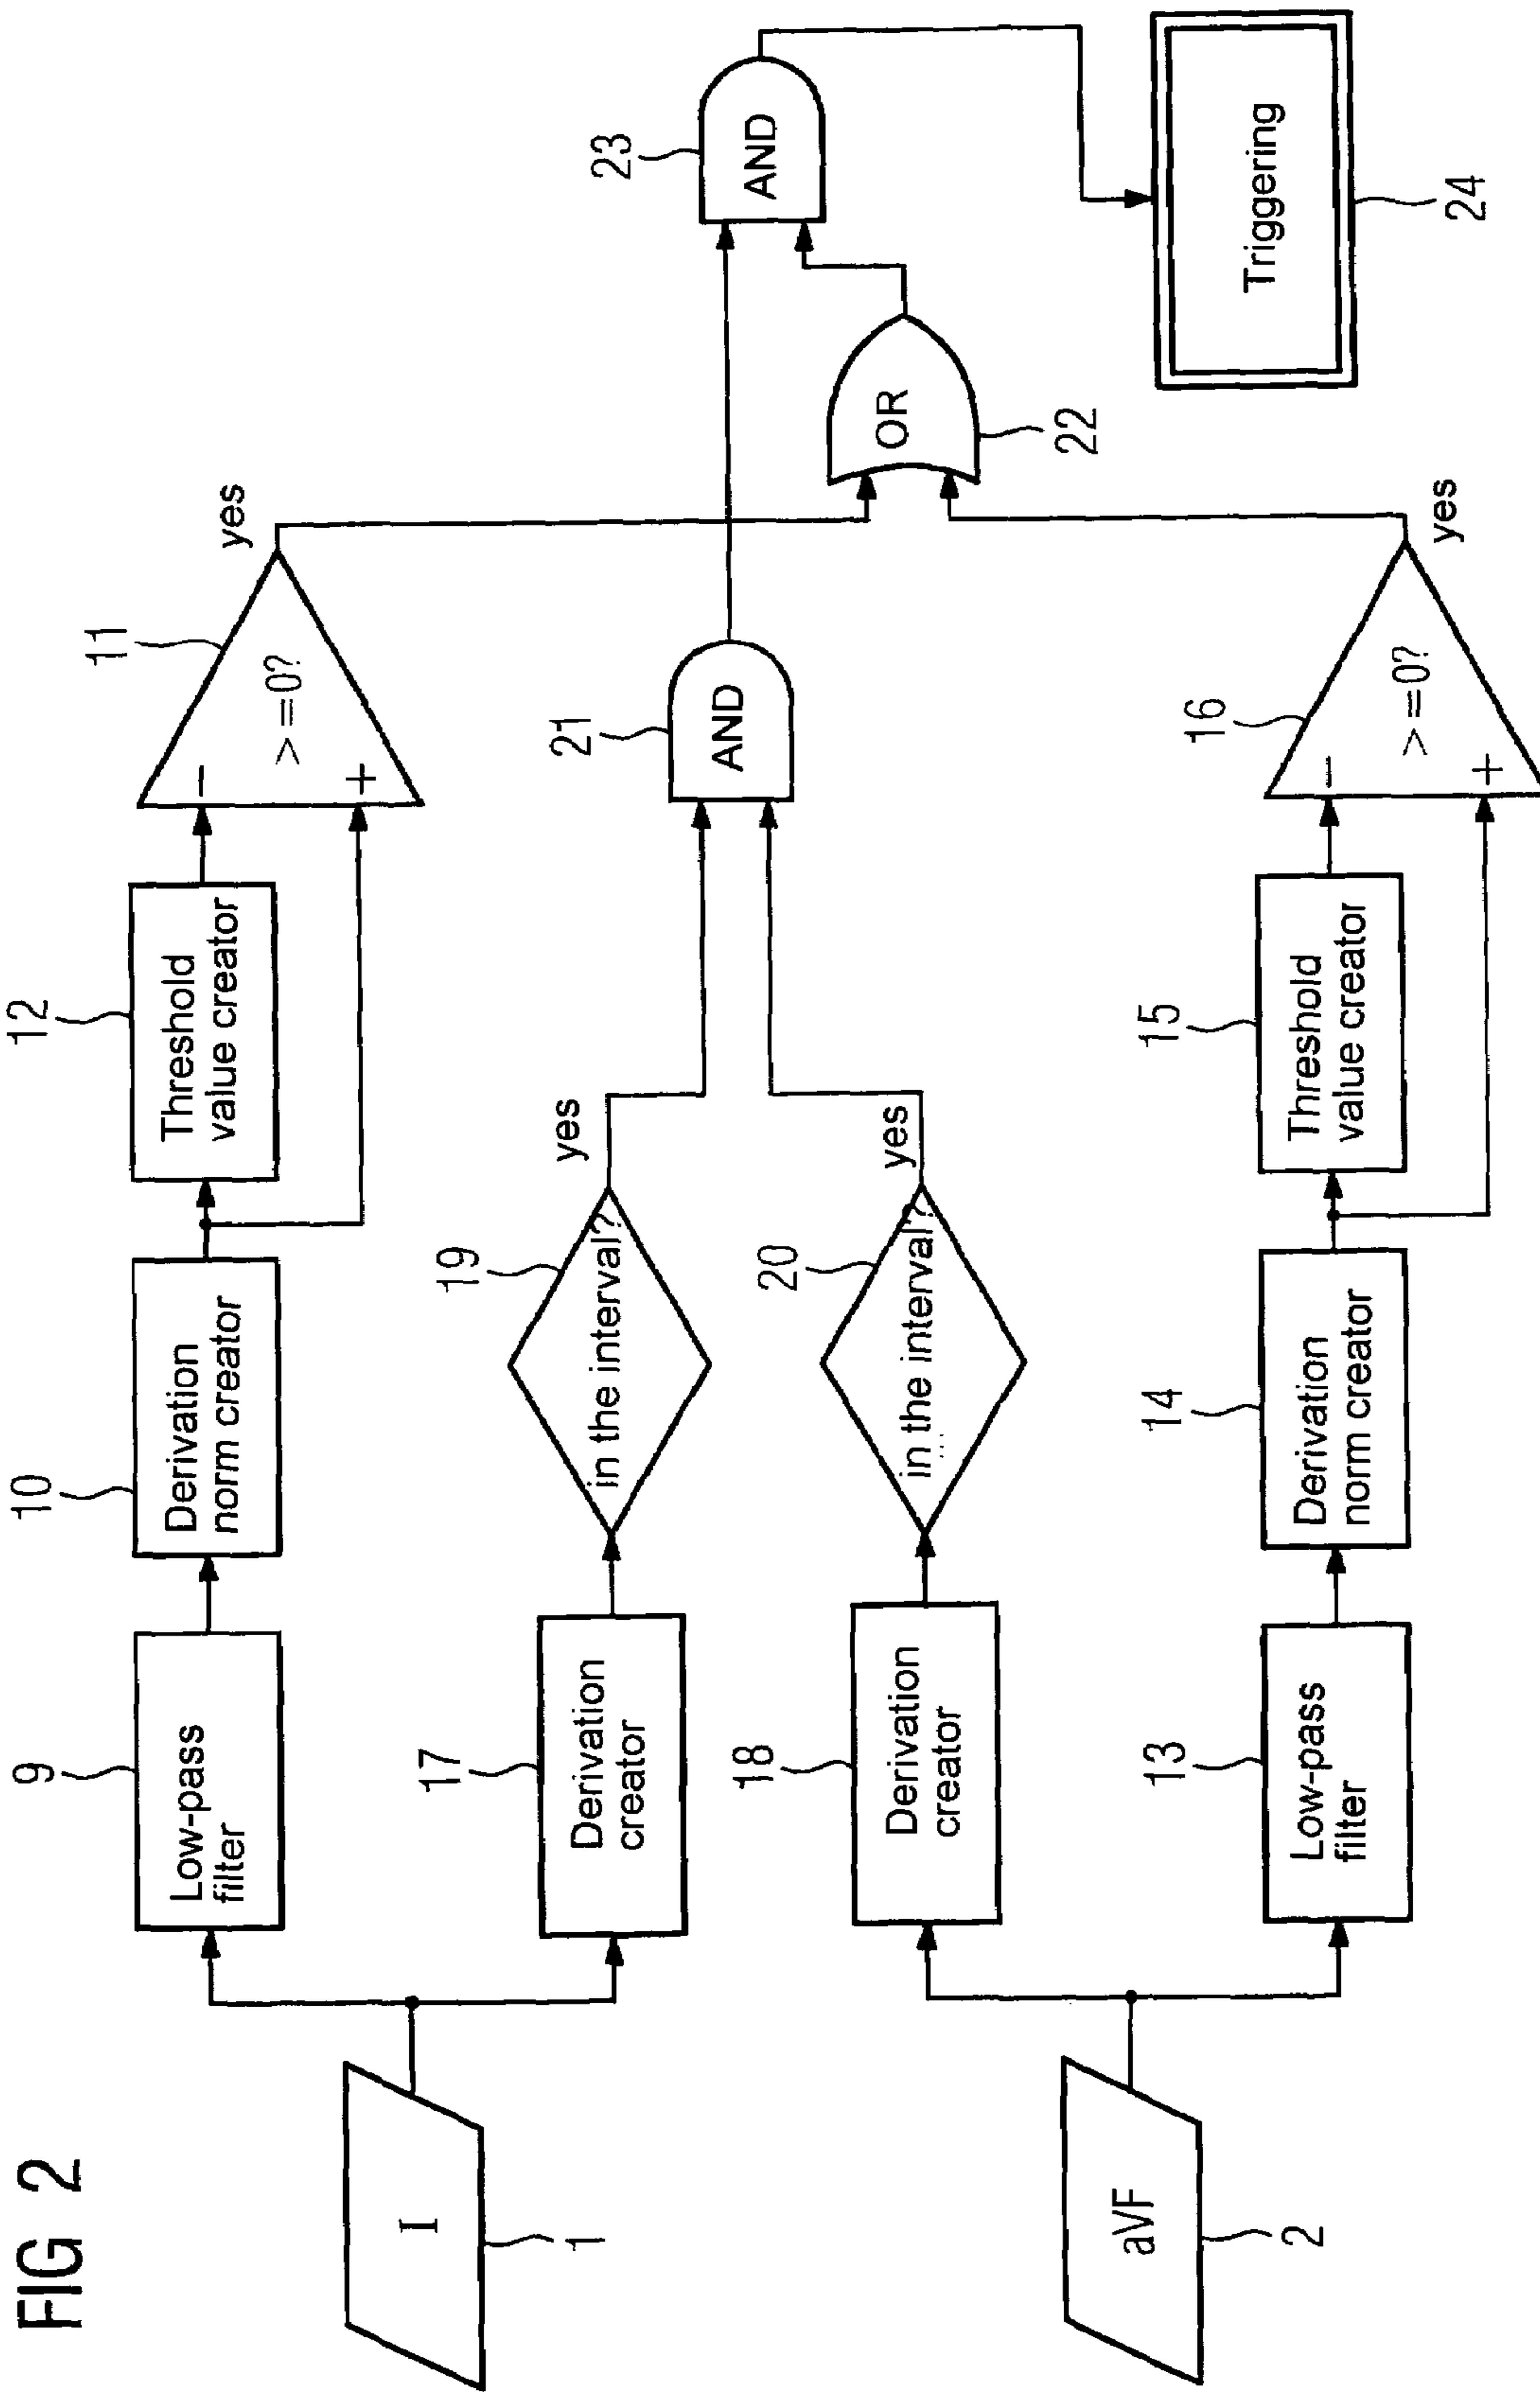 FIG 2
I
1
9
Low-pass
filter
10
Derivation
norm creator
12
Threshold
value creator
11
−
>=0?
+
yes
17
Derivation
creator
19
in the interval?
yes
21
AND
23
AND
18
Derivation
creator
20
in the interval?
yes
OR
22
Triggering
24
aVF
2
13
Low-pass
filter
14
Derivation
norm creator
15
Threshold
value creator
16
−
>=0?
+
yes